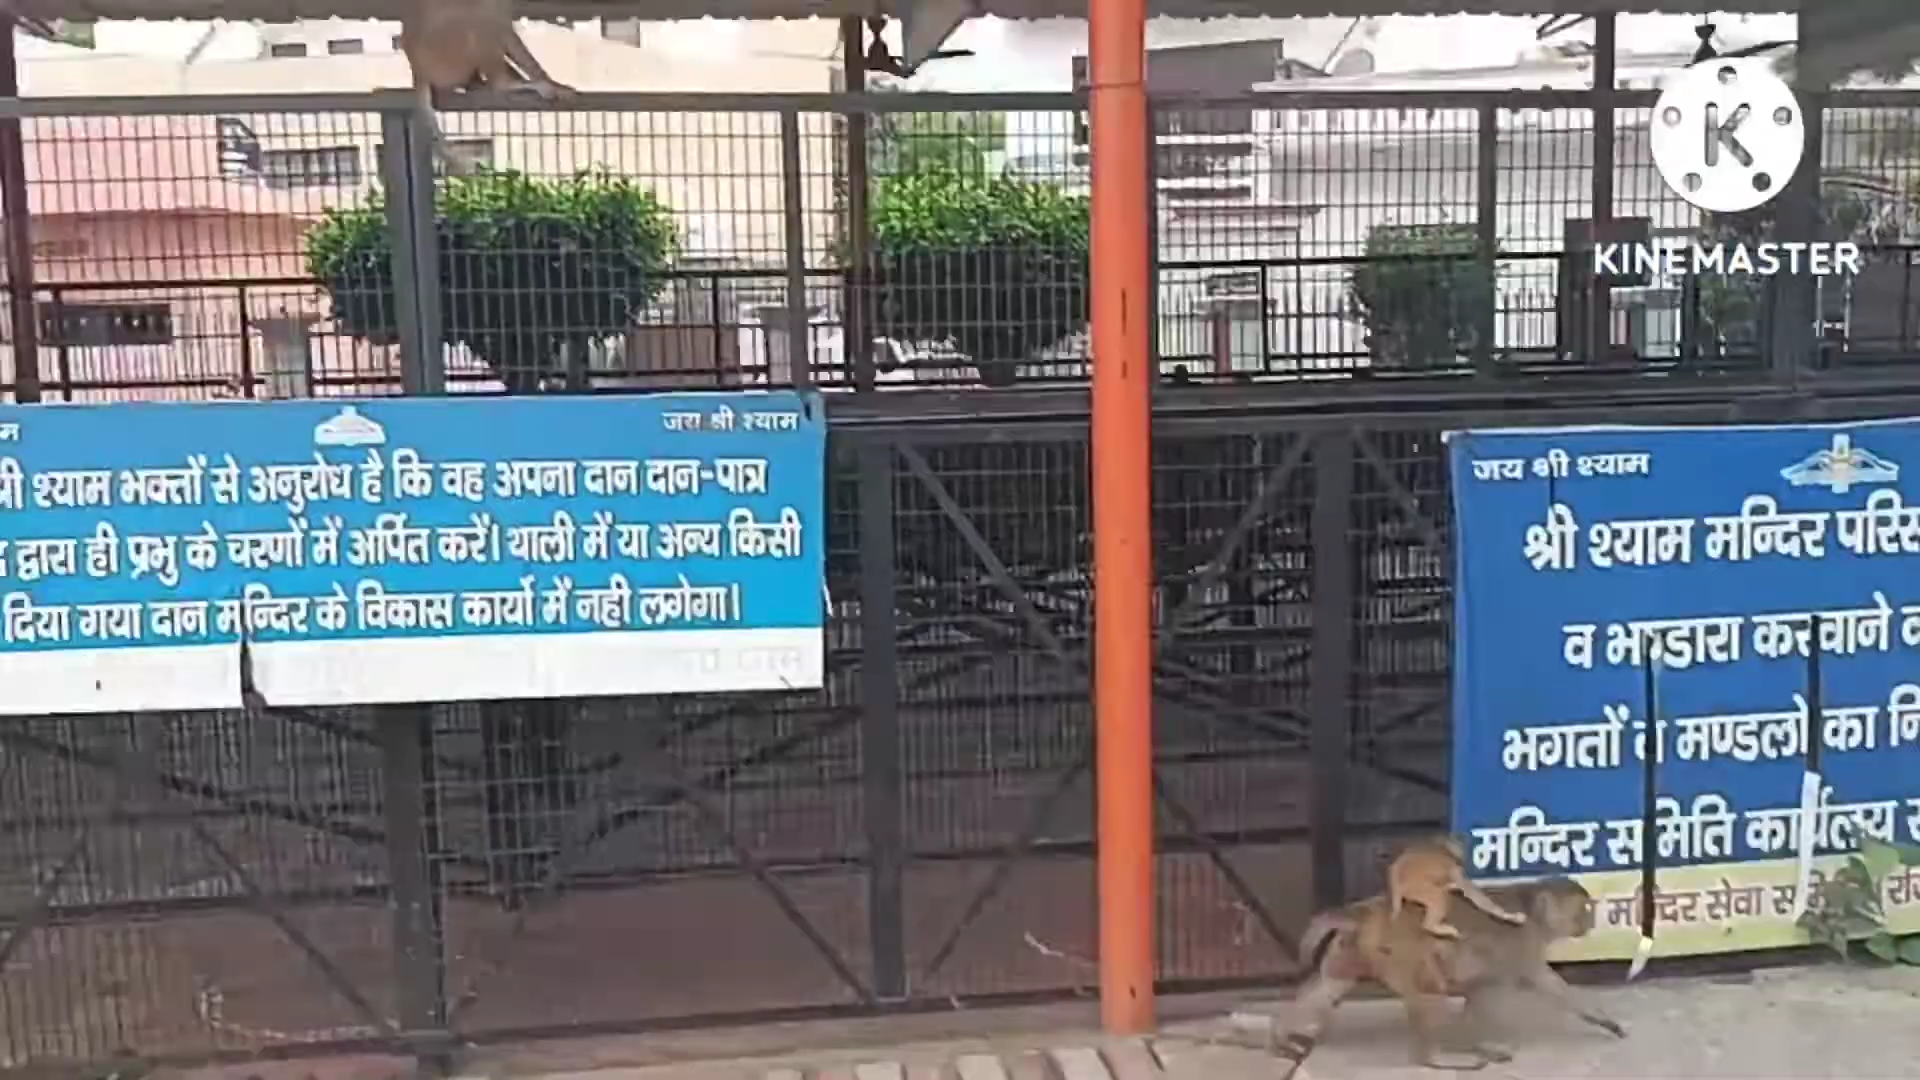 जय श्री श्याम
श्याम भक्तों से अनुरोध है कि वह अपना दान दान-पात्र
द्वारा ही प्रभु के चरणों में अर्पित करें। थाली में या अन्य किसी
दिया गया दान मन्दिर के विकास कार्यो में नही लगेगा।
जय श्री श्याम
श्री श्याम मन्दिर
व भण्डारा करवाने
भगतों व मण्डलो का
मन्दिर समिति कार्यालय
मन्दिर सेवा
K
KINEMASTER